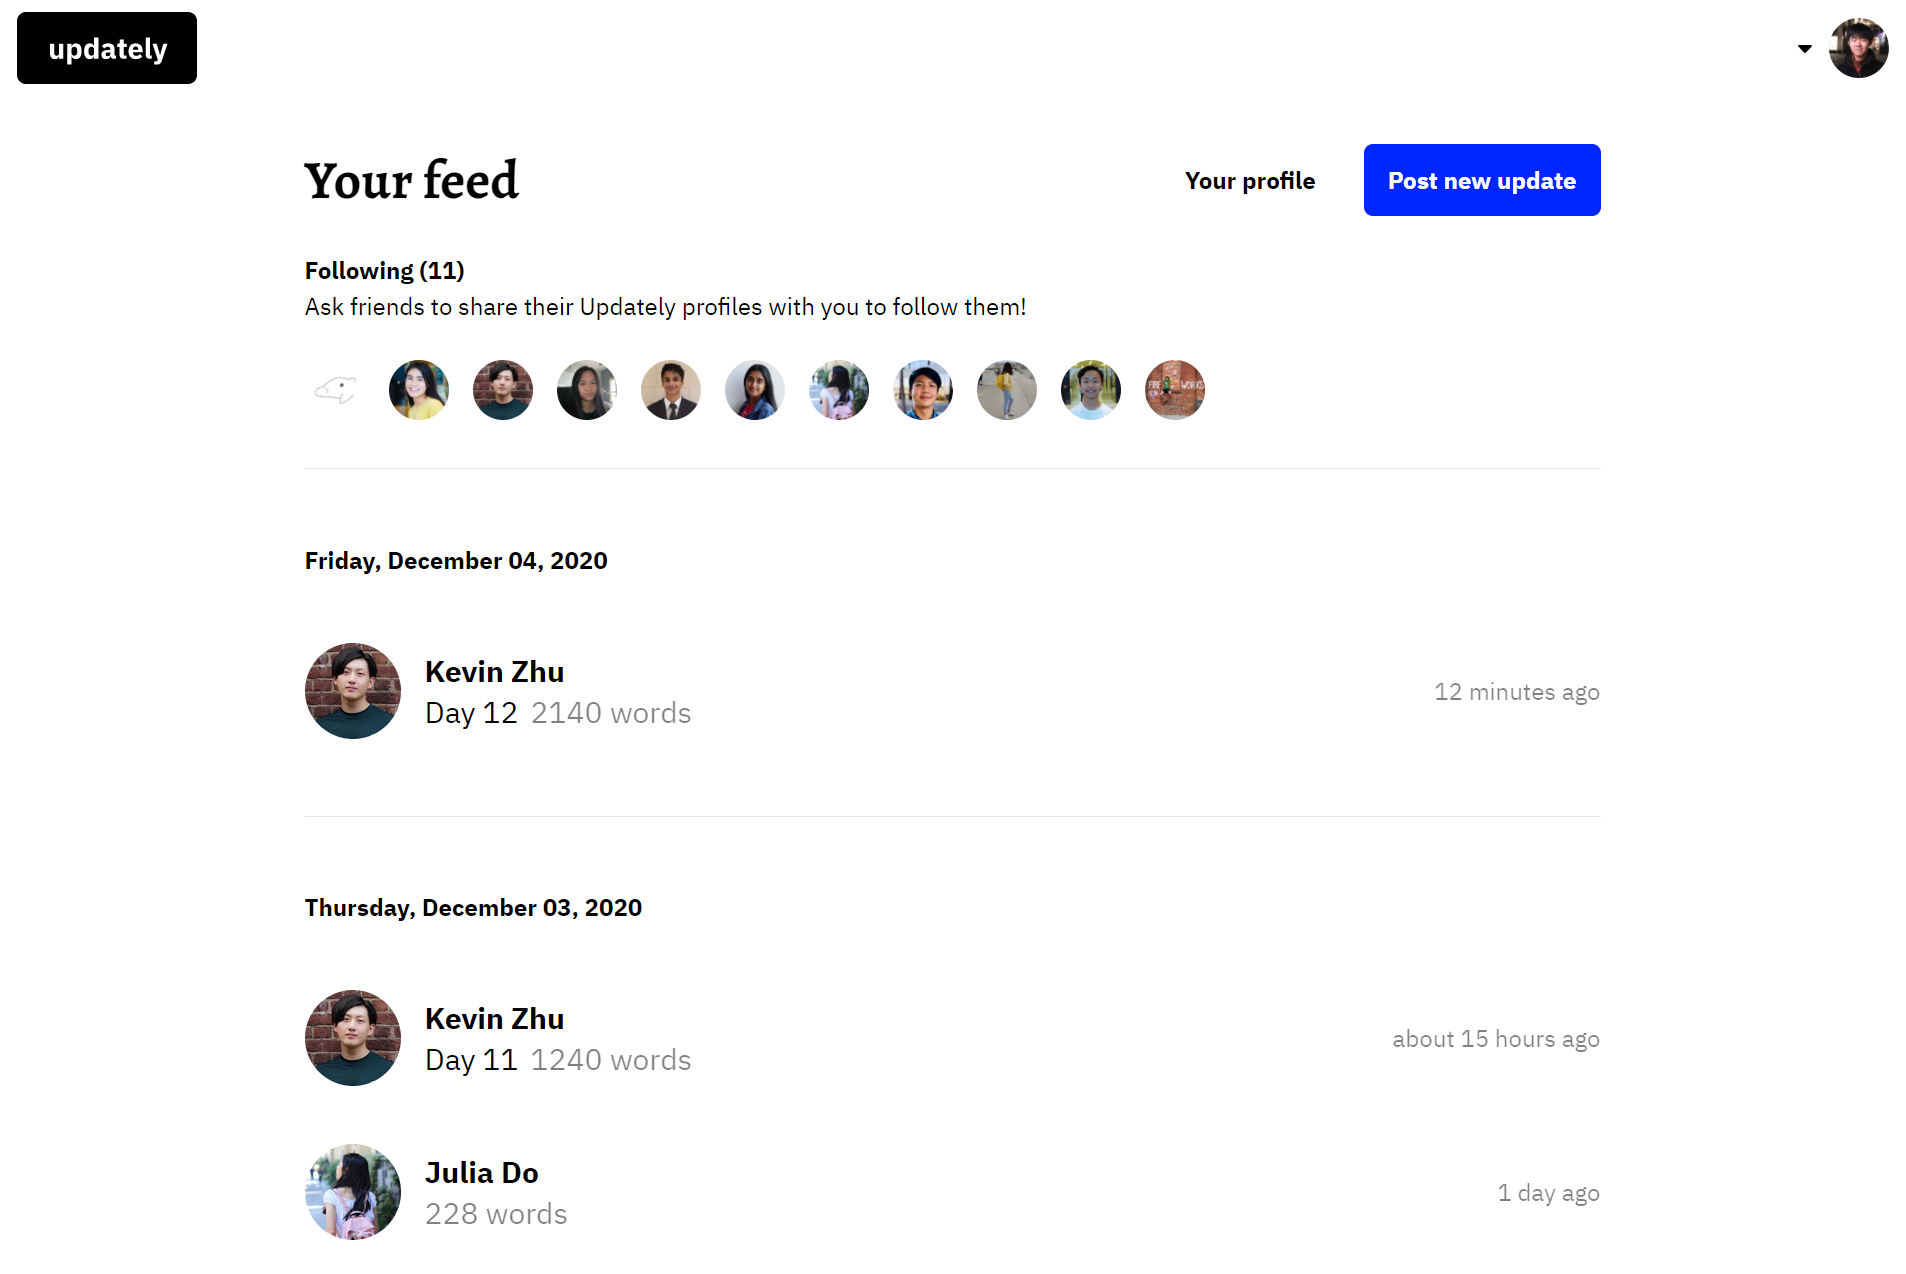 updately
Your feed
Your profile
Post new update
Following (11)
Ask friends to share their Updately profiles with you to follow them!
FIRE WORKS
Friday, December 04, 2020
Kevin Zhu
12 minutes ago
Day 12 2140 words
Thursday, December 03, 2020
Kevin Zhu
about 15 hours ago
Day 11 1240 words
Julia Do
1 day ago
228 words